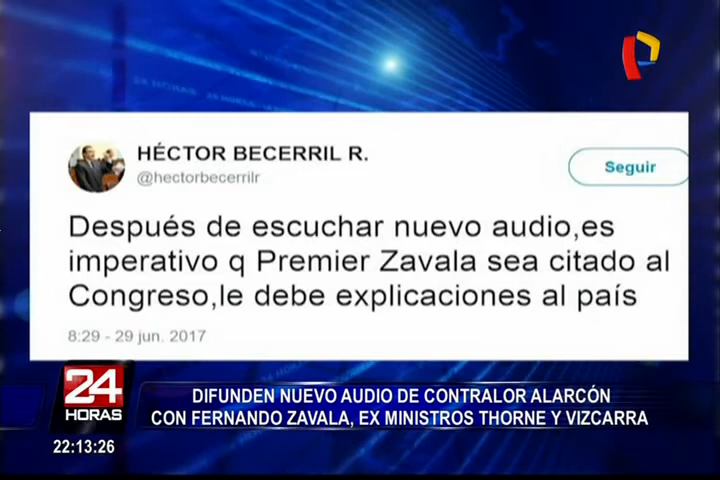 HÉCTOR BECERRIL R.
@hectorbecerrilr
Seguir
Después de escuchar nuevo audio,es
imperativo q Premier Zavala sea citado al
Congreso,le debe explicaciones al país
8:29 - 29 jun. 2017
24
HORAS
DIFUNDEN NUEVO AUDIO DE CONTRALOR ALARCÓN
CON FERNANDO ZAVALA, EX MINISTROS THORNE Y VIZCARRA
22:13:26